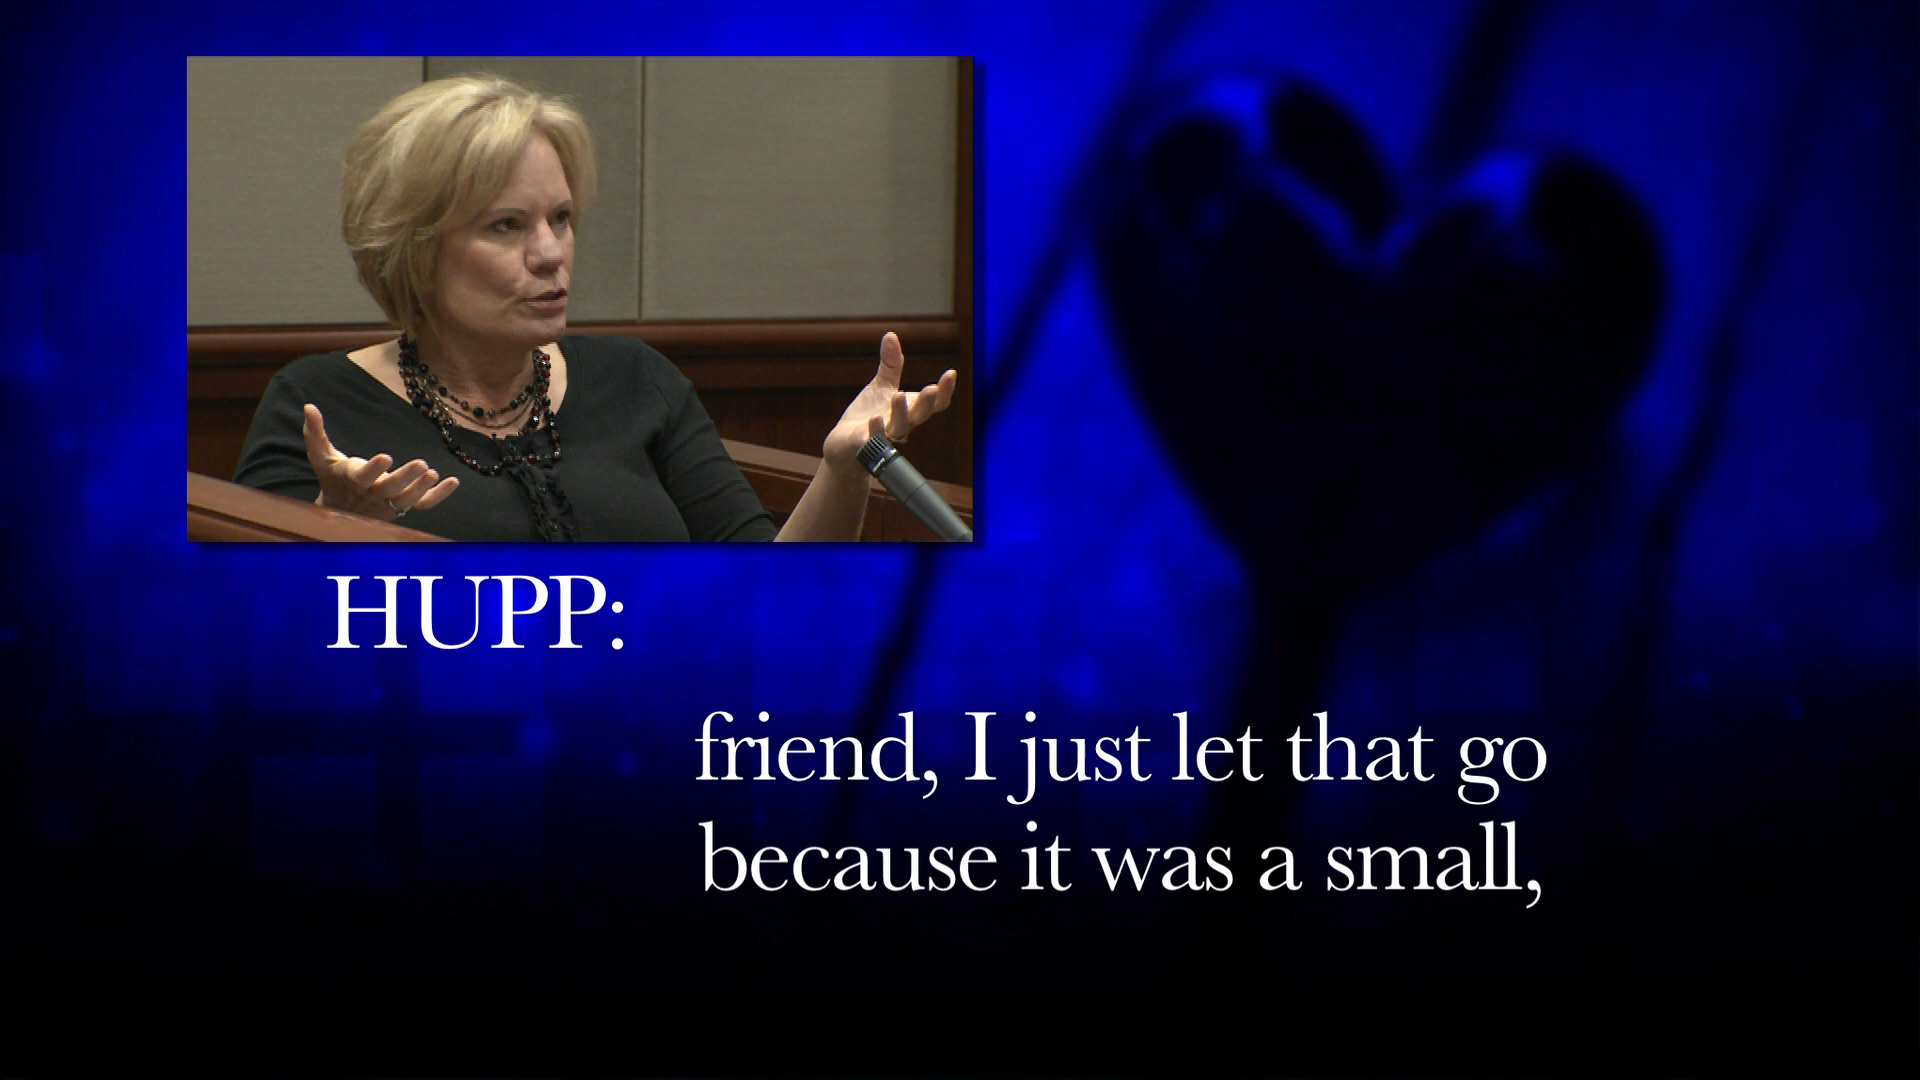 HUPP:
friend, I just let that go
because it was a small,